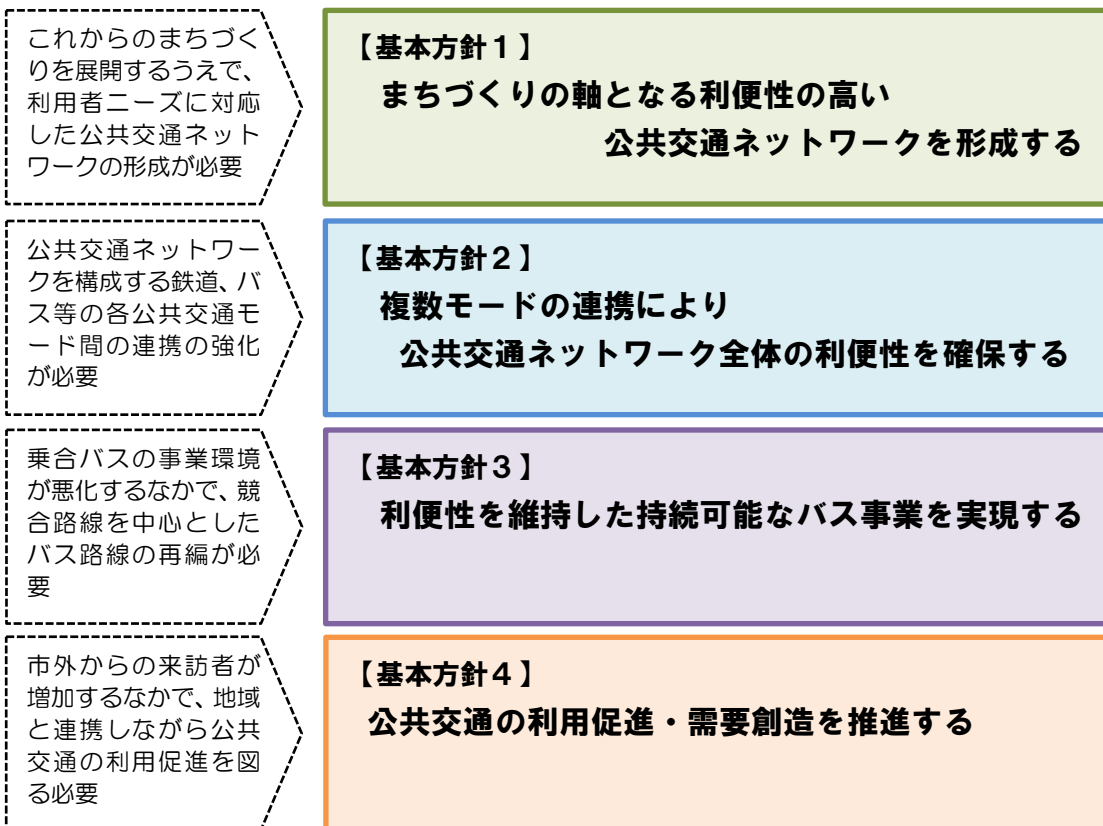 これからのまちづく
りを展開するうえで、
利用者ニーズに対応
した公共交通ネット
ワークの形成が必要
【基本方針１】
まちづくりの軸となる利便性の高い
公共交通ネットワークを形成する
公共交通ネットワー
クを構成する鉄道、バ
ス等の各公共交通モ
ード間の連携の強化
が必要
【基本方針２】
複数モードの連携により
公共交通ネットワーク全体の利便性を確保する
乗合バスの事業環境
が悪化するなかで、競
合路線を中心とした
バス路線の再編が必
要
【基本方針３】
利便性を維持した持続可能なバス事業を実現する
市外からの来訪者が
増加するなかで、地域
と連携しながら公共
交通の利用促進を図
る必要
【基本方針４】
公共交通の利用促進・需要創造を推進する